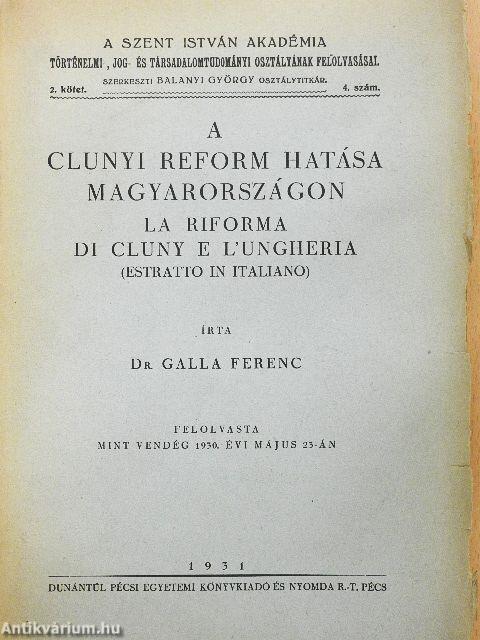 A SZENT ISTVÁN AKADÉMIA
TÖRTÉNELMI, JOG- ÉS TÁRSADALOMTUDOMÁNYI OSZTÁLYÁNAK FELOLVASÁSAI.
SZERKESZTI BALANYI GYÖRGY OSZTÁLYTITKÁR.
2. kötet. 4. szám.
A
CLUNYI REFORM HATÁSA
MAGYARORSZÁGON
LA RIFORMA
DI CLUNY E L'UNGHERIA
(ESTRATTO IN ITALIANO)
ÍRTA
DR. GALLA FERENC
FELOLVASTA
MINT VENDÉG 1930. ÉVI MÁJUS 23-ÁN
1931
DUNÁNTÚL PÉCSI EGYETEMI KÖNYVKIADÓ ÉS NYOMDA R.-T. PÉCS
Antikvárium.hu